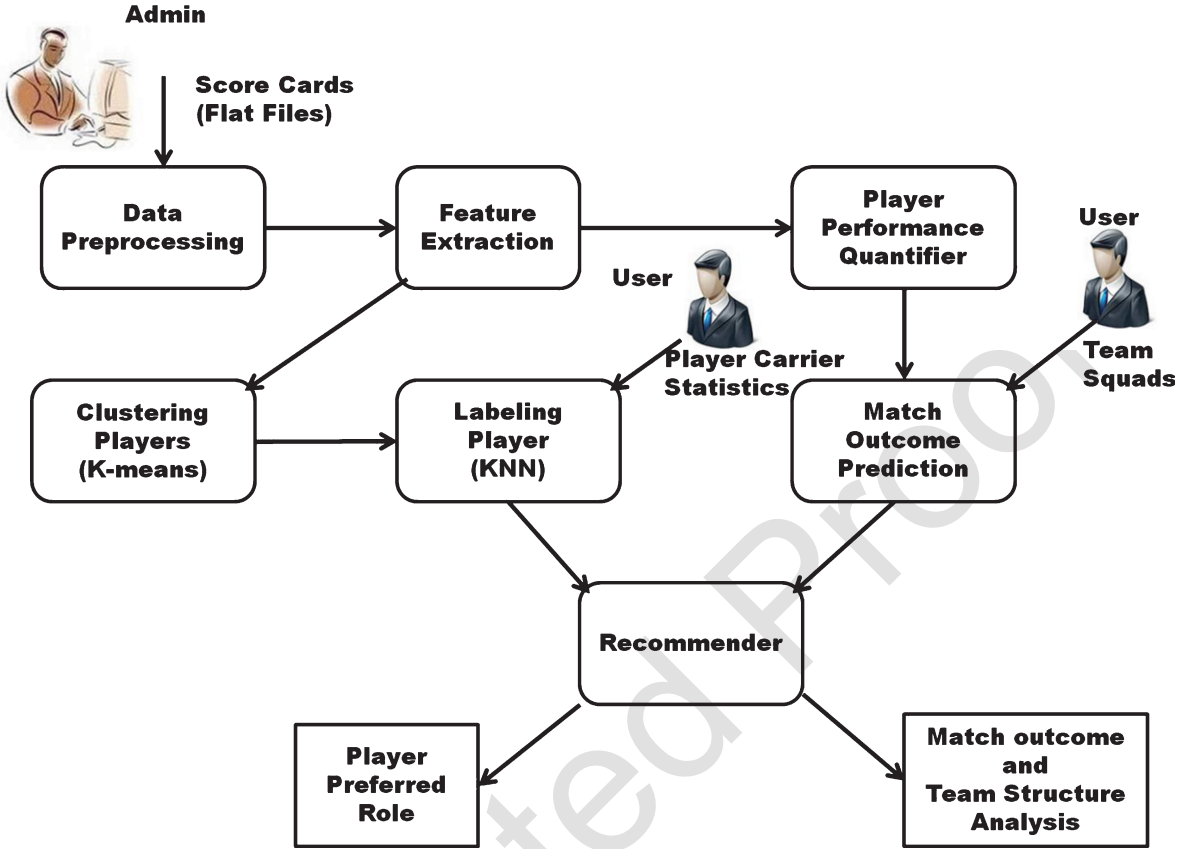 Admin
Score Cards
(Flat Files)
Data
Preprocessing
Feature
Extraction
Player
Performance
Quantifier
User
User
Player Carrier
Statistics
Team
Squads
Clustering
Players
(K-means)
Labeling
Player
(KNN)
Match
Outcome
Prediction
Recommender
Player
Preferred
Role
Match outcome
and
Team Structure
Analysis
ted Proo